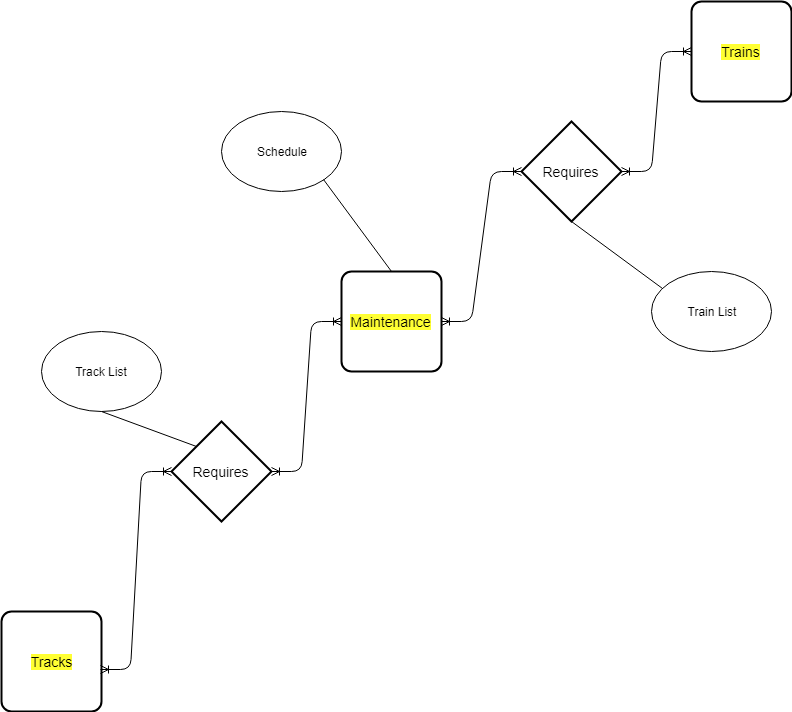 Trains
Schedule
Requires
Train List
Maintenance
Track List
Requires
Tracks